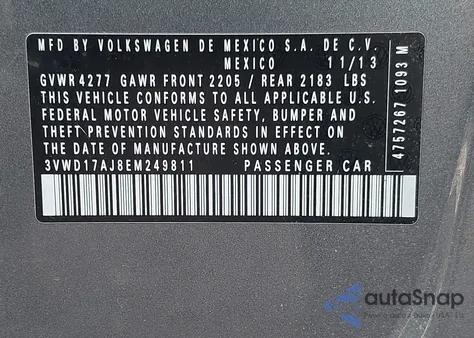 MFD BY VOLKSWAGEN DE MEXICO S.A. DE C.V.
MEXICO 11/13
GVWR 4277 GAWR FRONT 2205 / REAR 2183 LBS
THIS VEHICLE CONFORMS TO ALL APPLICABLE U.S.
FEDERAL MOTOR VEHICLE SAFETY, BUMPER AND
THEFT PREVENTION STANDARDS IN EFFECT ON
THE DATE OF MANUFACTURE SHOWN ABOVE.
3VWD17AJ8EM249811 PASSENGER CAR
4757267 1093 M
autoSnap